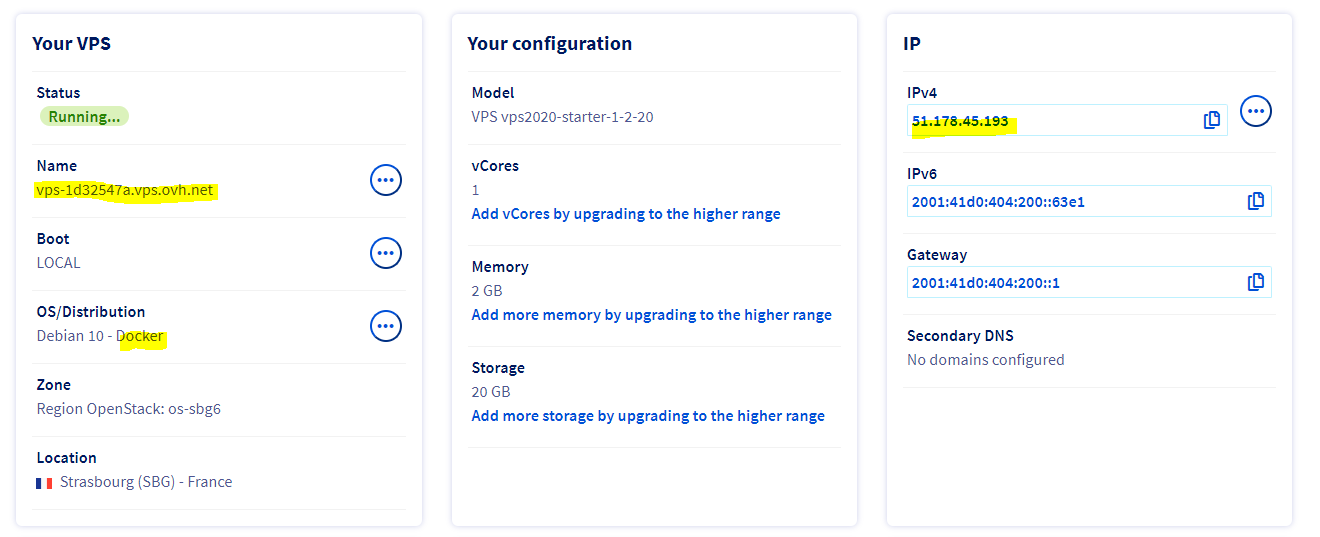 Your VPS
Status
Running...
Name
vps-1d32547a.vps.ovh.net
Boot
LOCAL
OS/Distribution
Debian 10 - Docker
Zone
Region OpenStack: os-sbg6
Location
Strasbourg (SBG) - France
Your configuration
Model
VPS vps2020-starter-1-2-20
vCores
1
Add vCores by upgrading to the higher range
Memory
2 GB
Add more memory by upgrading to the higher range
Storage
20 GB
Add more storage by upgrading to the higher range
IP
IPv4
51.178.45.193
IPv6
2001:41d0:404:200::63e1
Gateway
2001:41d0:404:200::1
Secondary DNS
No domains configured